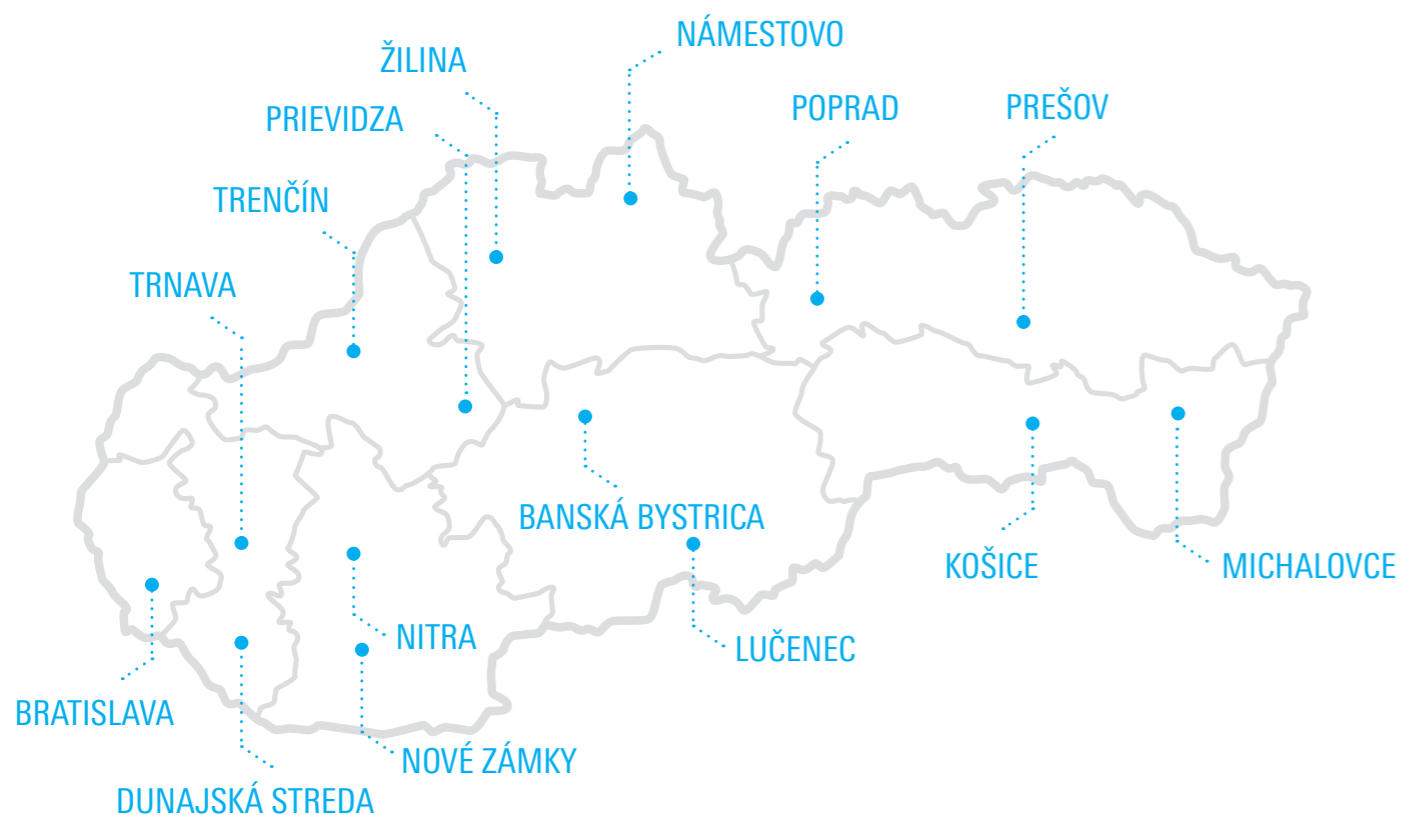 NÁMESTOVO
ŽILINA
POPRAD
PREŠOV
PRIEVIDZA
TRENČÍN
TRNAVA
BANSKÁ BYSTRICA
KOŠICE
MICHALOVCE
NITRA
LUČENEC
BRATISLAVA
NOVÉ ZÁMKY
DUNAJSKÁ STREDA